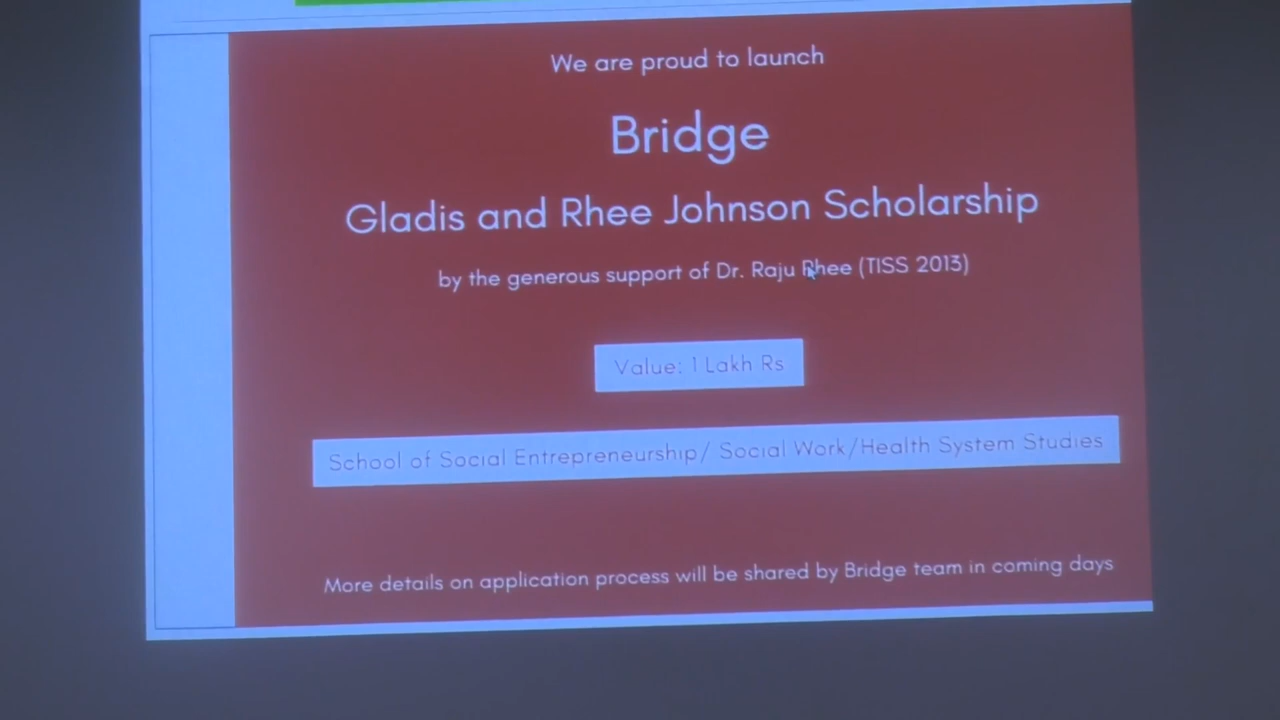 We are proud to launch
Bridge
Gladis and Rhee Johnson Scholarship
by the generous support of Dr. Raju Rhee (TISS 2013)
Value: 1 Lakh Rs
School of Social Entrepreneurship/ Social Work/Health System Studies
More details on application process will be shared by Bridge team in coming days